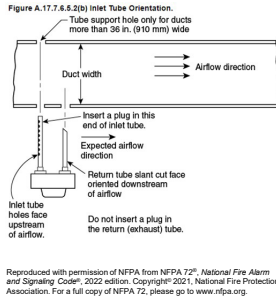 Figure A.17.7.6.5.2(b) Inlet Tube Orientation.
Tube support hole only for ducts
more than 36 in. (910 mm) wide
Duct width
Airflow direction
Insert a plug in this
end of inlet tube.
Expected airflow
direction
Return tube slant cut face
oriented downstream
of airflow
Inlet tube
holes face
upstream
of airflow.
Do not insert a plug in
the return (exhaust) tube.
Reproduced with permission of NFPA from NFPA 72®, National Fire Alarm
and Signaling Code®, 2022 edition. Copyright© 2021, National Fire Protection
Association. For a full copy of NFPA 72, please go to www.nfpa.org.